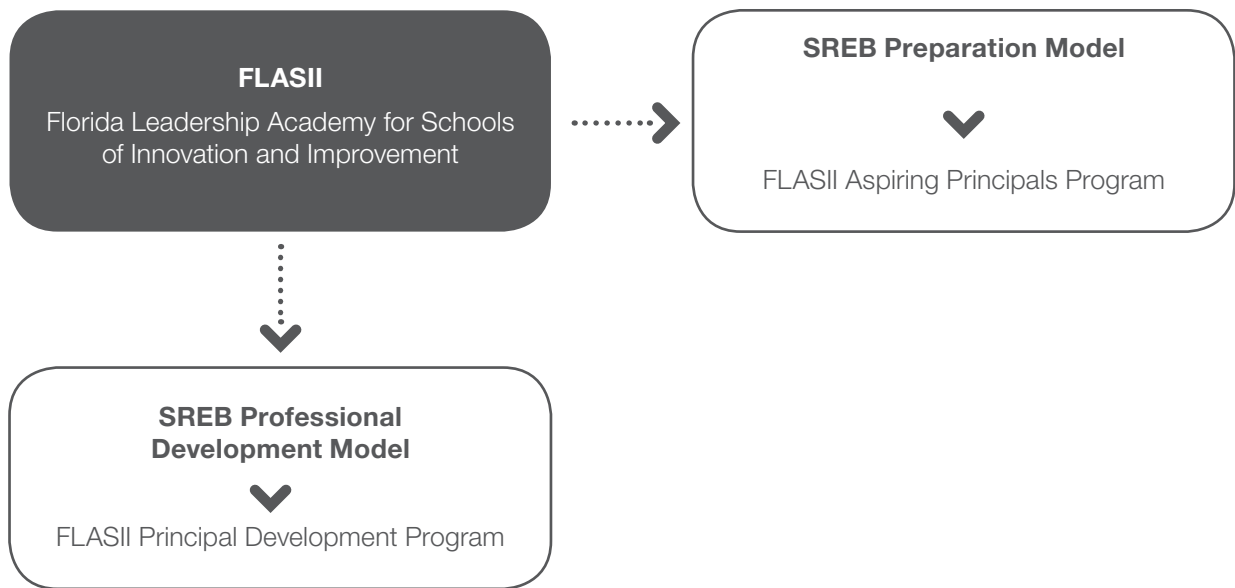 FLASII
Florida Leadership Academy for Schools
of Innovation and Improvement
SREB Preparation Model
FLASII Aspiring Principals Program
SREB Professional
Development Model
FLASII Principal Development Program